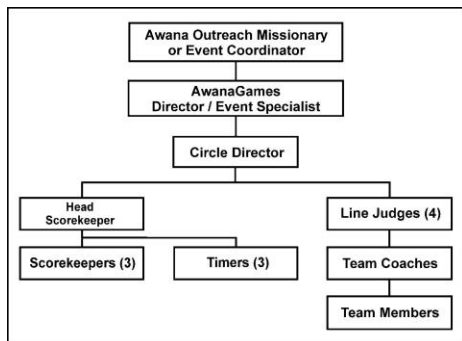 Awana Outreach Missionary
or Event Coordinator
AwanaGames
Director / Event Specialist
Circle Director
Head
Scorekeeper
Line Judges (4)
Scorekeepers (3)
Timers (3)
Team Coaches
Team Members